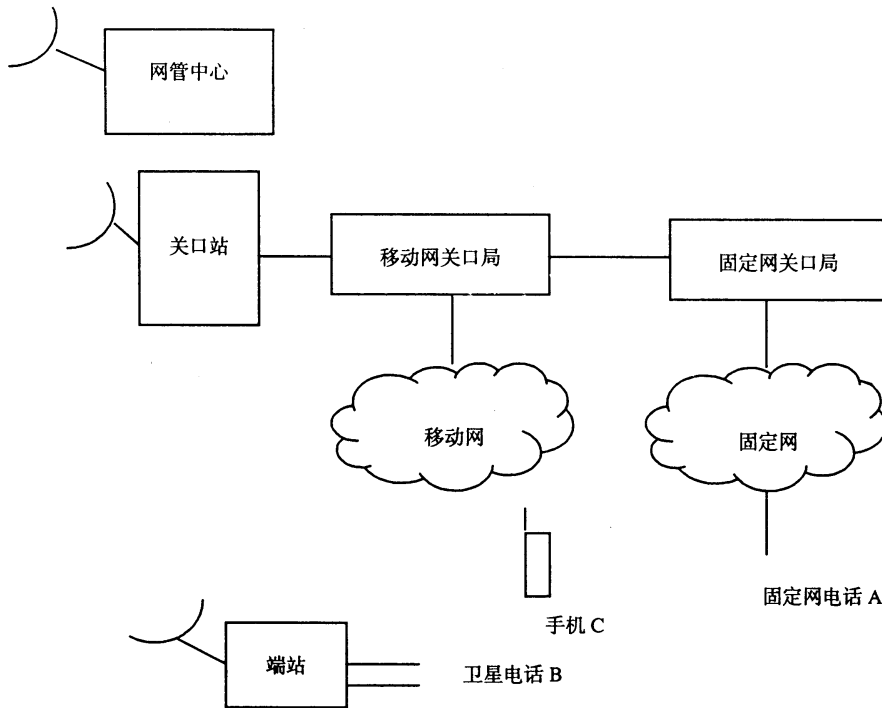 网管中心
关口站
移动网关口局
固定网关口局
移动网
固定网
固定网电话 A
手机 C
端站
卫星电话 B